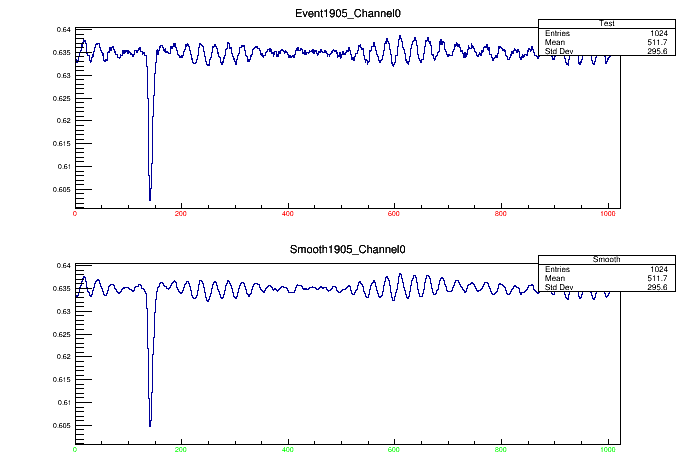 Event1905_Channel0
Test
Entries 1024
Mean 511.7
Std Dev 295.6
0.64
0.635
0.63
0.625
0.62
0.615
0.61
0.605
0 200 400 600 800 1000
Smooth1905_Channel0
Smooth
Entries 1024
Mean 511.7
Std Dev 295.6
0.64
0.635
0.63
0.625
0.62
0.615
0.61
0.605
0 200 400 600 800 1000